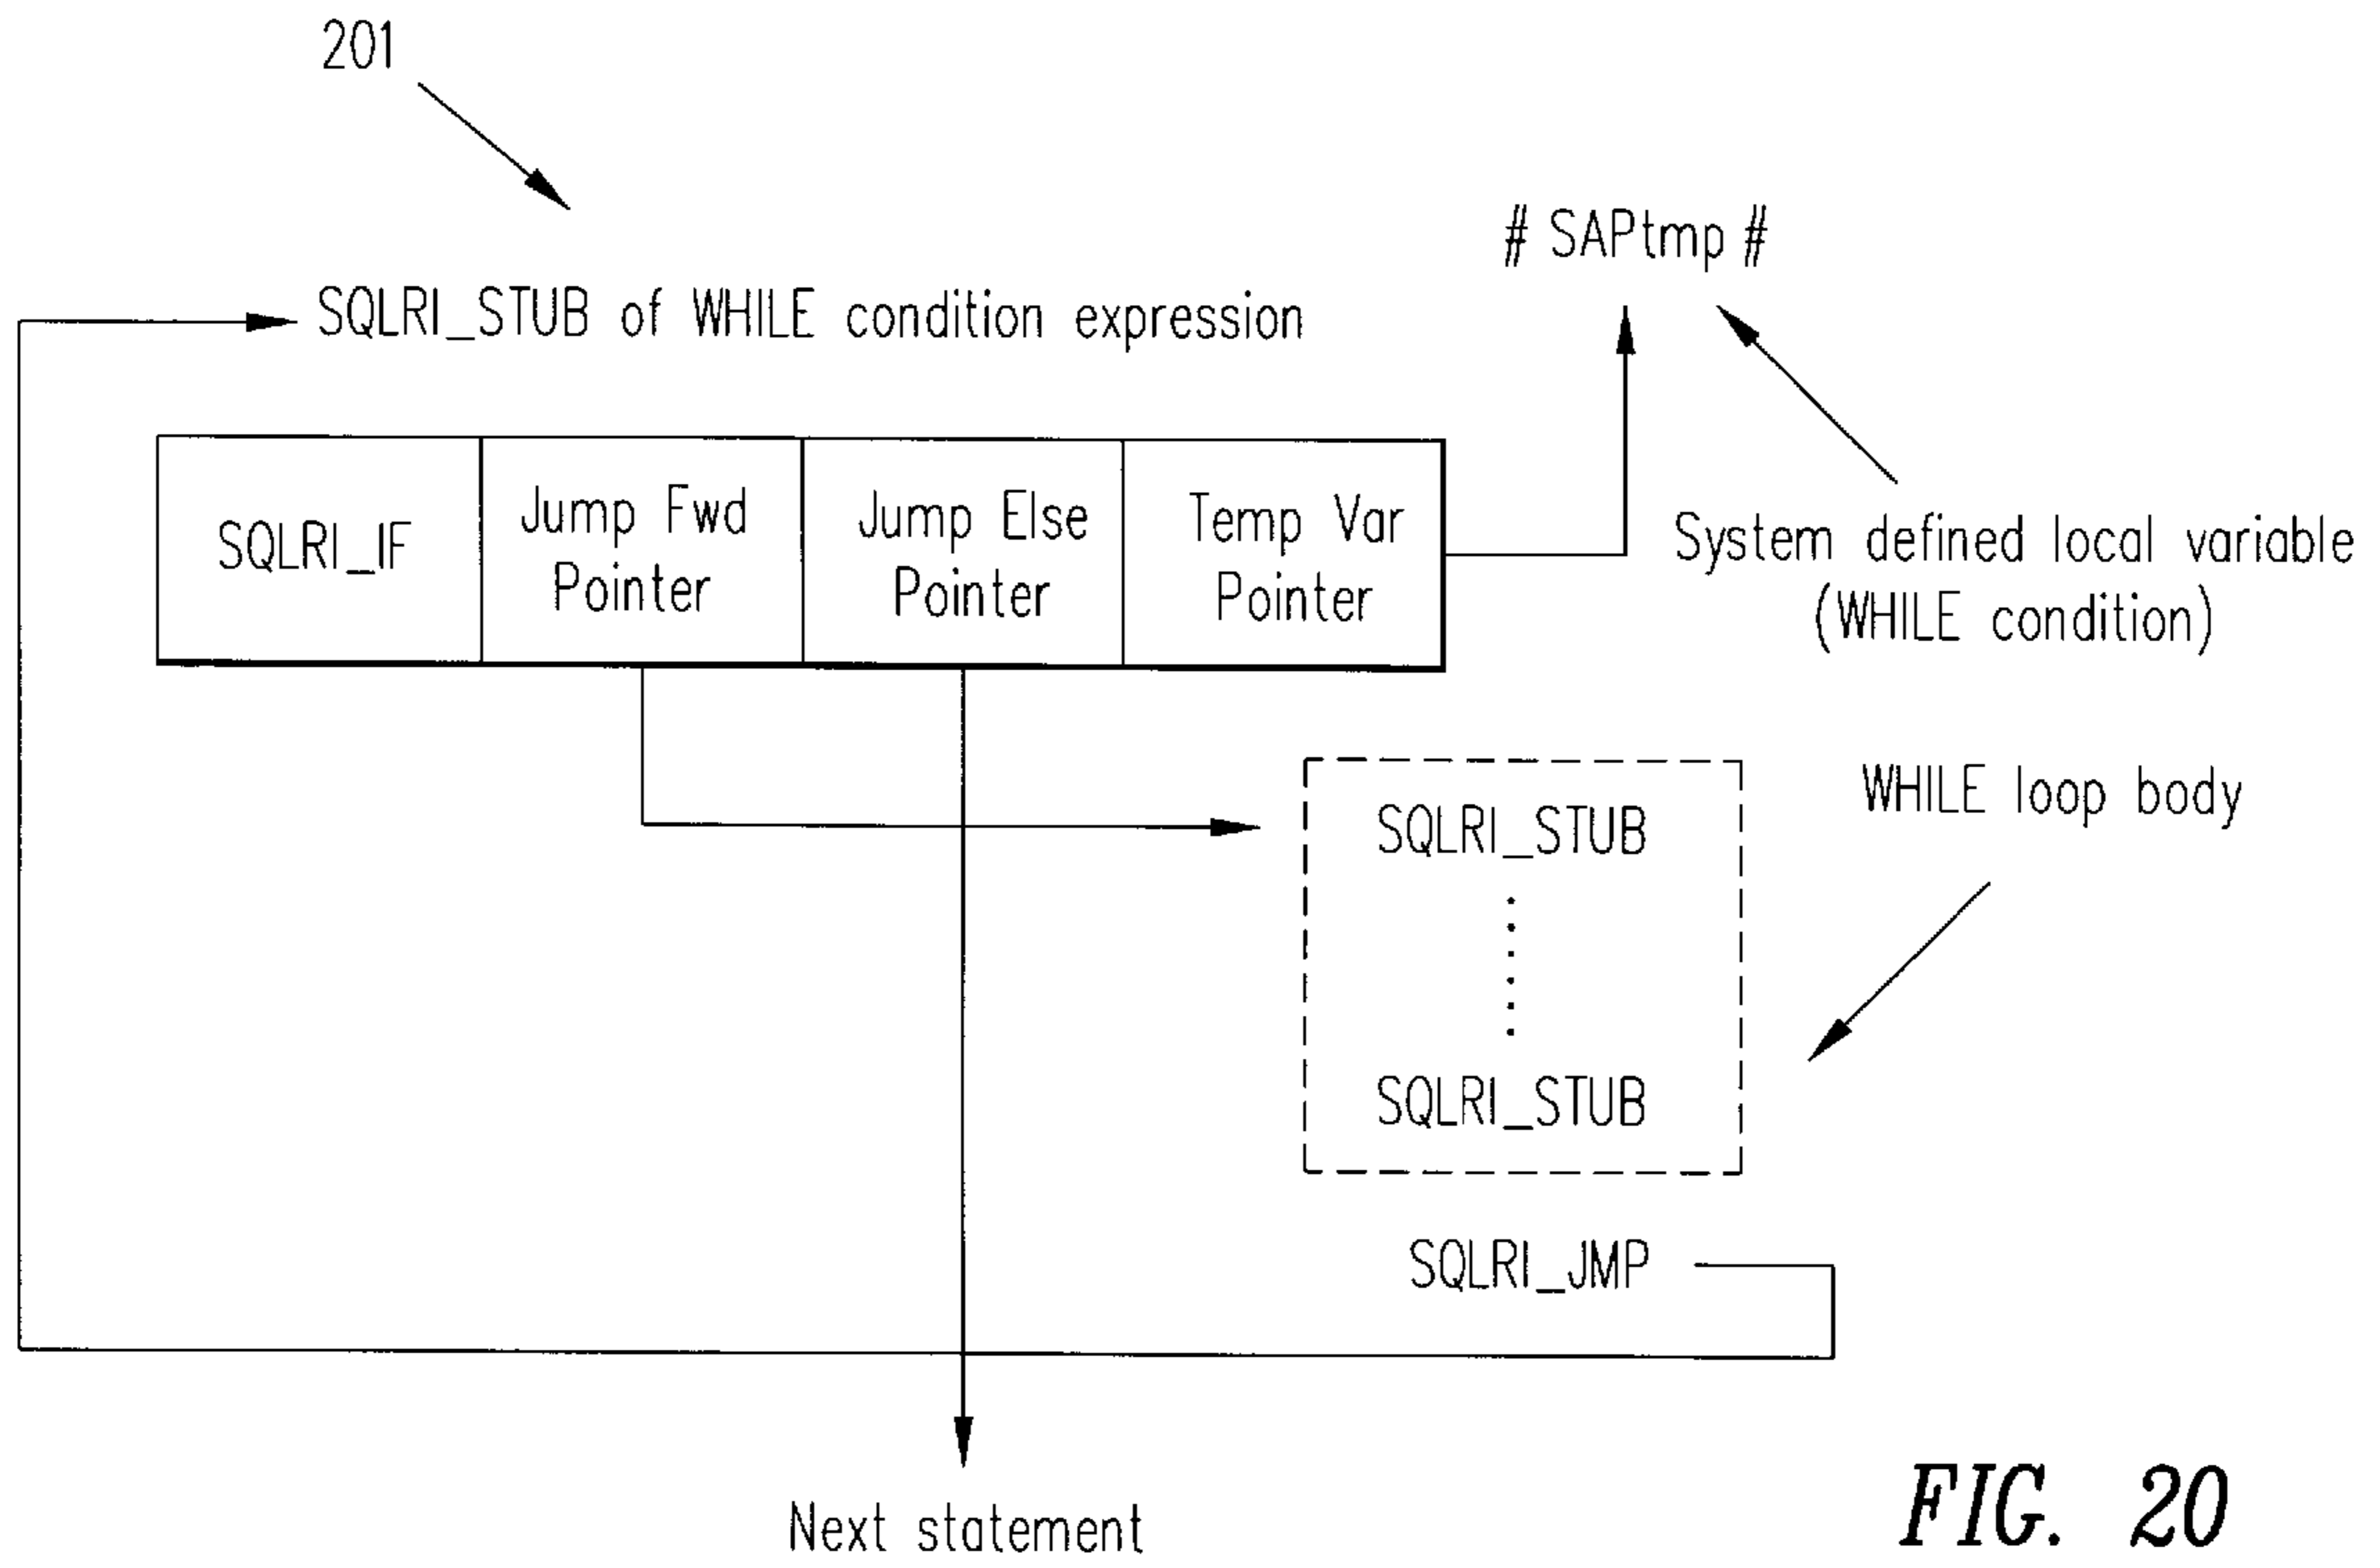 201
# SAPtmp #
SQLRI_STUB of WHILE condition expression
SQLRI_IF
Jump Fwd
Pointer
Jump Else
Pointer
Temp Var
Pointer
System defined local variable
(WHILE condition)
WHILE loop body
SQLRI_STUB
SQLRI_STUB
SQLRI_JMP
Next statement
FIG. 20